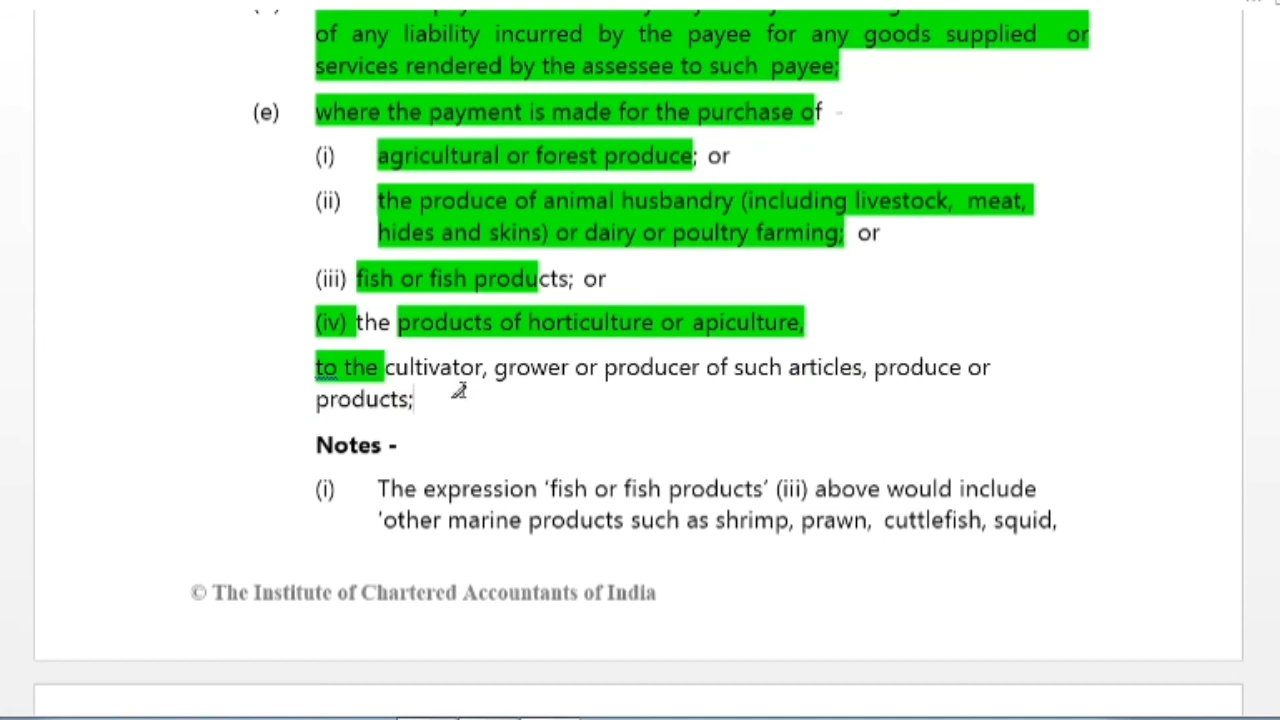 of any liability incurred by the payee for any goods supplied or
services rendered by the assessee to such payee;
(e) where the payment is made for the purchase of -
(i) agricultural or forest produce; or
(ii) the produce of animal husbandry (including livestock, meat,
hides and skins) or dairy or poultry farming; or
(iii) fish or fish products; or
(iv) the products of horticulture or apiculture,
to the cultivator, grower or producer of such articles, produce or
products;
Notes -
(i) The expression ‘fish or fish products’ (iii) above would include
‘other marine products such as shrimp, prawn, cuttlefish, squid,
© The Institute of Chartered Accountants of India